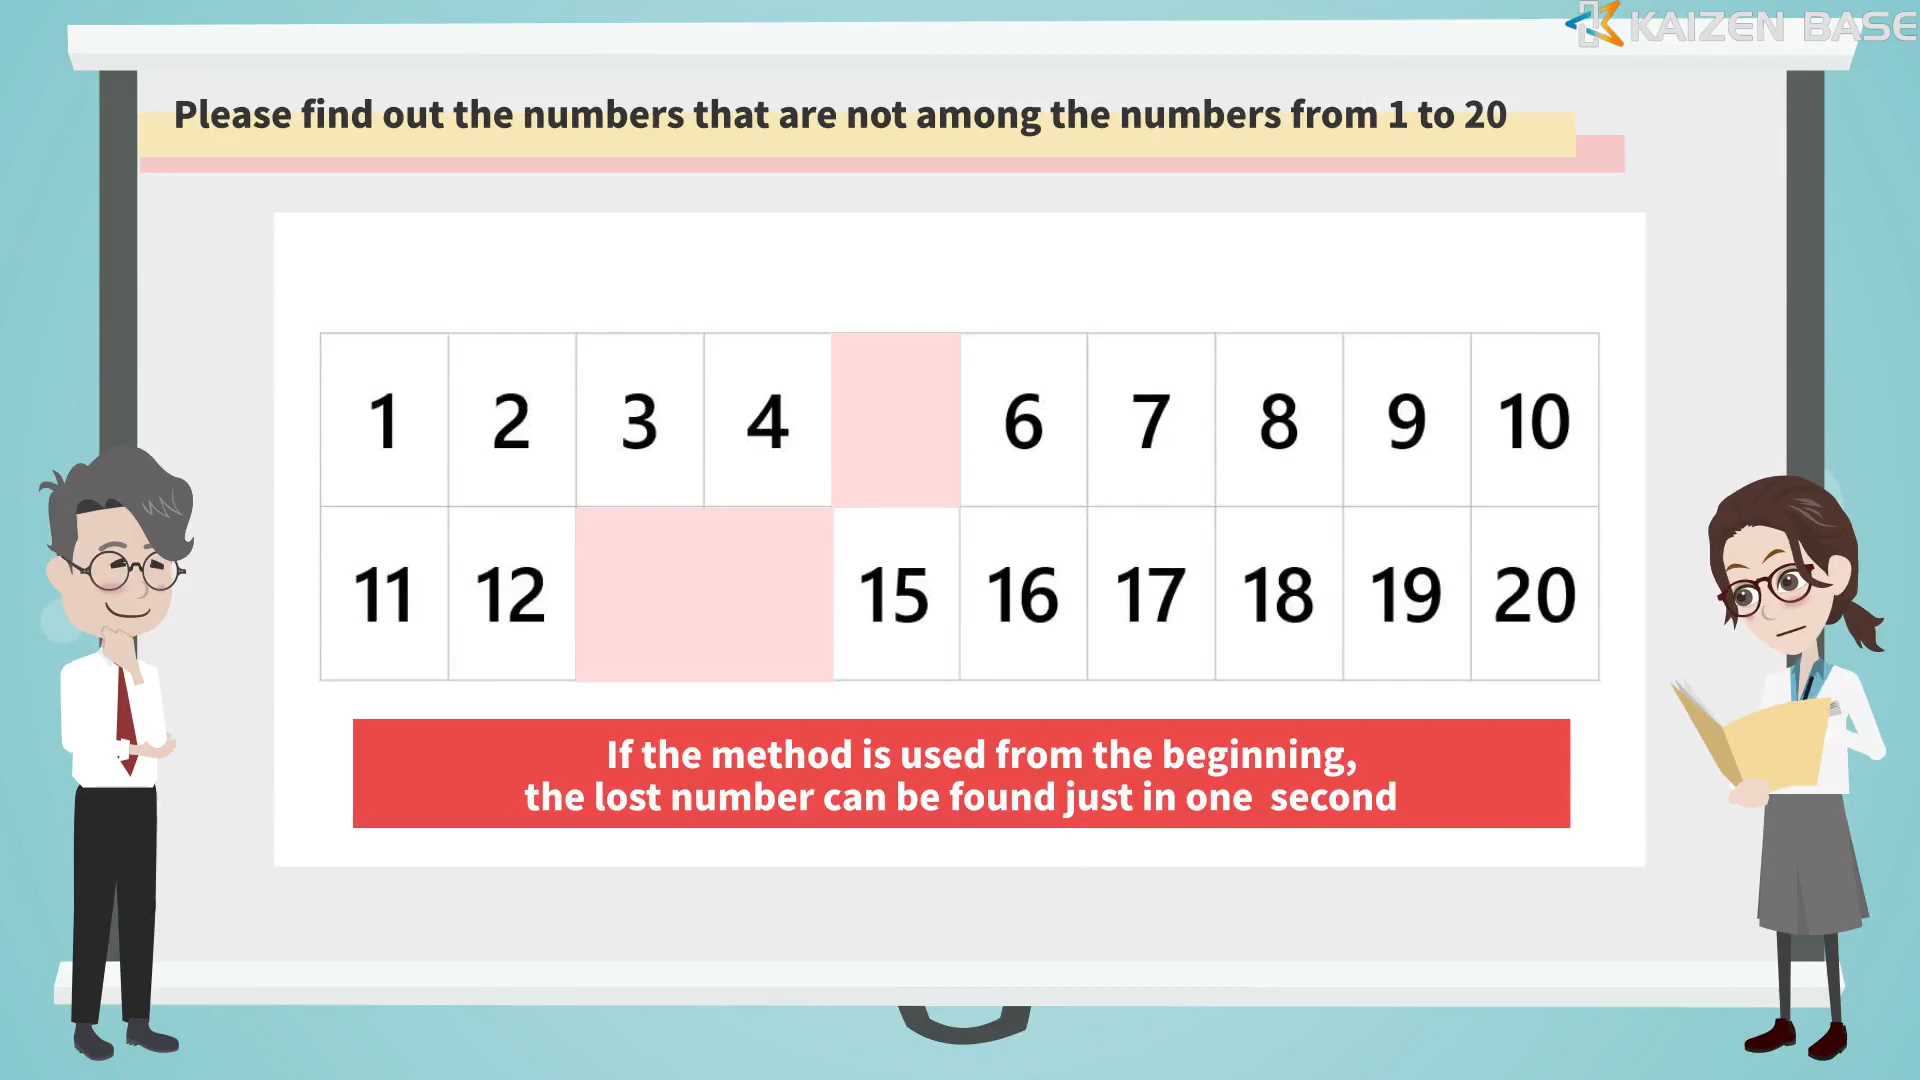 KAIZEN BASE
Please find out the numbers that are not among the numbers from 1 to 20
1 2 3 4 6 7 8 9 10
11 12 15 16 17 18 19 20
If the method is used from the beginning,
the lost number can be found just in one  second